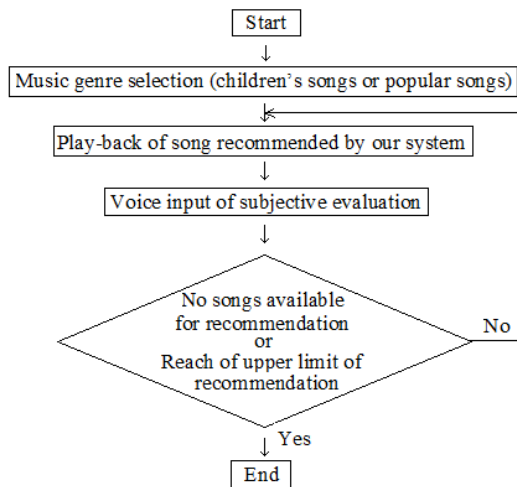 Start
Music genre selection (children's songs or popular songs)
Play-back of song recommended by our system
Voice input of subjective evaluation
No songs available
for recommendation
or
Reach of upper limit of
recommendation
No
Yes
End